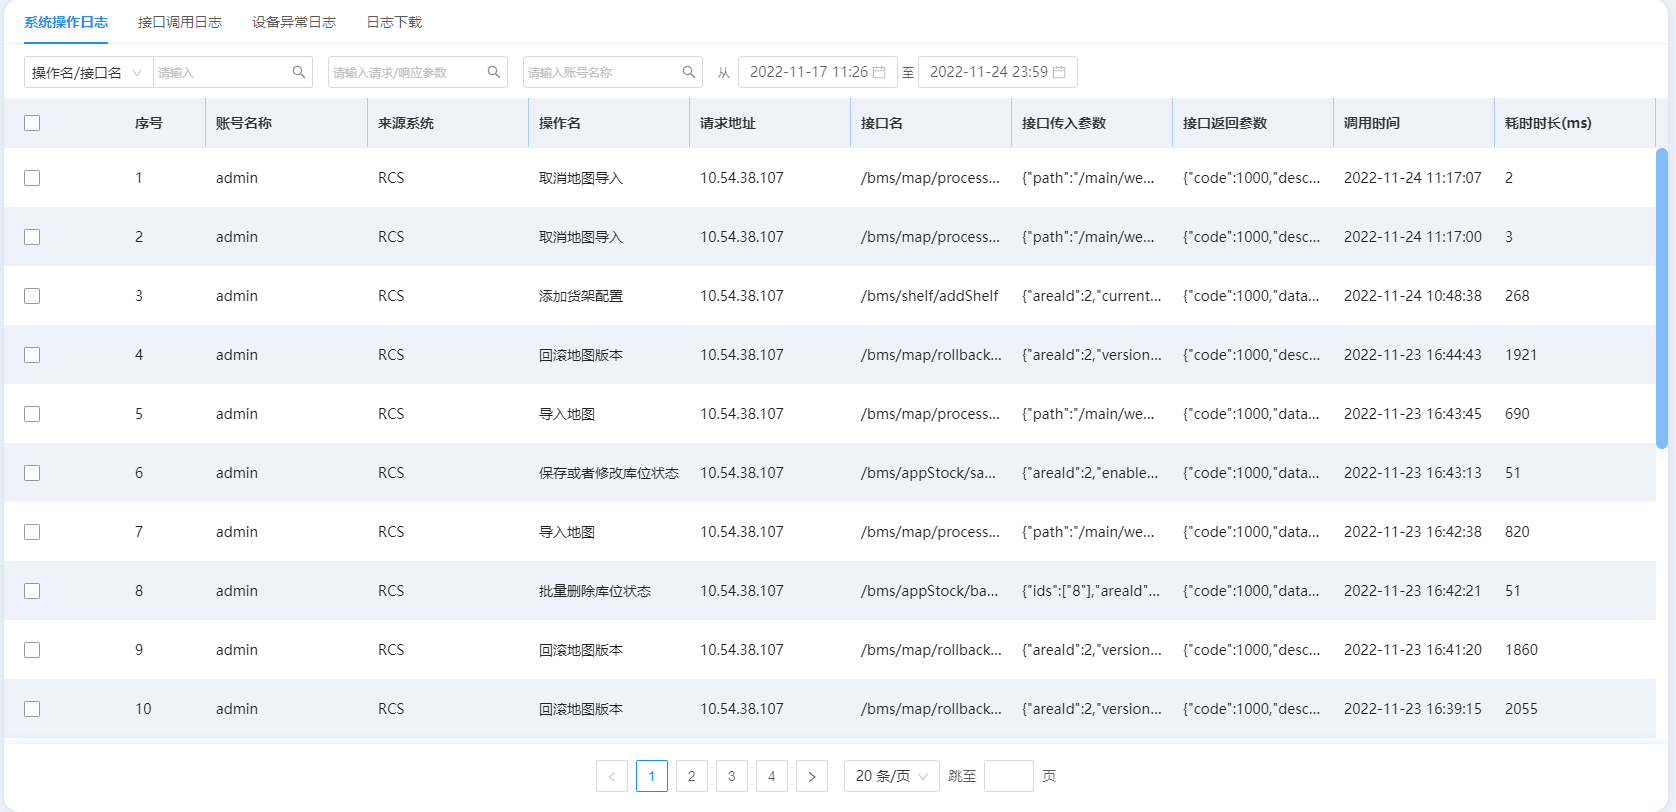 系统操作日志 接口调用日志 设备异常日志 日志下载
操作名/接口名 请输入 请输入请求/响应参数 请输入账号名称 从 2022-11-17 11:26 至 2022-11-24 23:59
序号 账号名称 来源系统 操作名 请求地址 接口名 接口传入参数 接口返回参数 调用时间 耗时时长(ms)
1 admin RCS 取消地图导入 10.54.38.107 /bms/map/process... {"path":"/main/we... {"code":1000,"desc... 2022-11-24 11:17:07 2
2 admin RCS 取消地图导入 10.54.38.107 /bms/map/process... {"path":"/main/we... {"code":1000,"desc... 2022-11-24 11:17:00 3
3 admin RCS 添加货架配置 10.54.38.107 /bms/shelf/addShelf {"areaId":2,"current... {"code":1000,"data... 2022-11-24 10:48:38 268
4 admin RCS 回滚地图版本 10.54.38.107 /bms/map/rollback... {"areaId":2,"version... {"code":1000,"desc... 2022-11-23 16:44:43 1921
5 admin RCS 导入地图 10.54.38.107 /bms/map/process... {"path":"/main/we... {"code":1000,"data... 2022-11-23 16:43:45 690
6 admin RCS 保存或者修改库位状态 10.54.38.107 /bms/appStock/sa... {"areaId":2,"enable... {"code":1000,"data... 2022-11-23 16:43:13 51
7 admin RCS 导入地图 10.54.38.107 /bms/map/process... {"path":"/main/we... {"code":1000,"data... 2022-11-23 16:42:38 820
8 admin RCS 批量删除库位状态 10.54.38.107 /bms/appStock/ba... {"ids":["8"],"areaId"... {"code":1000,"data... 2022-11-23 16:42:21 51
9 admin RCS 回滚地图版本 10.54.38.107 /bms/map/rollback... {"areaId":2,"version... {"code":1000,"desc... 2022-11-23 16:41:20 1860
10 admin RCS 回滚地图版本 10.54.38.107 /bms/map/rollback... {"areaId":2,"version... {"code":1000,"desc... 2022-11-23 16:39:15 2055
< 1 2 3 4 > 20 条/页 跳至 页